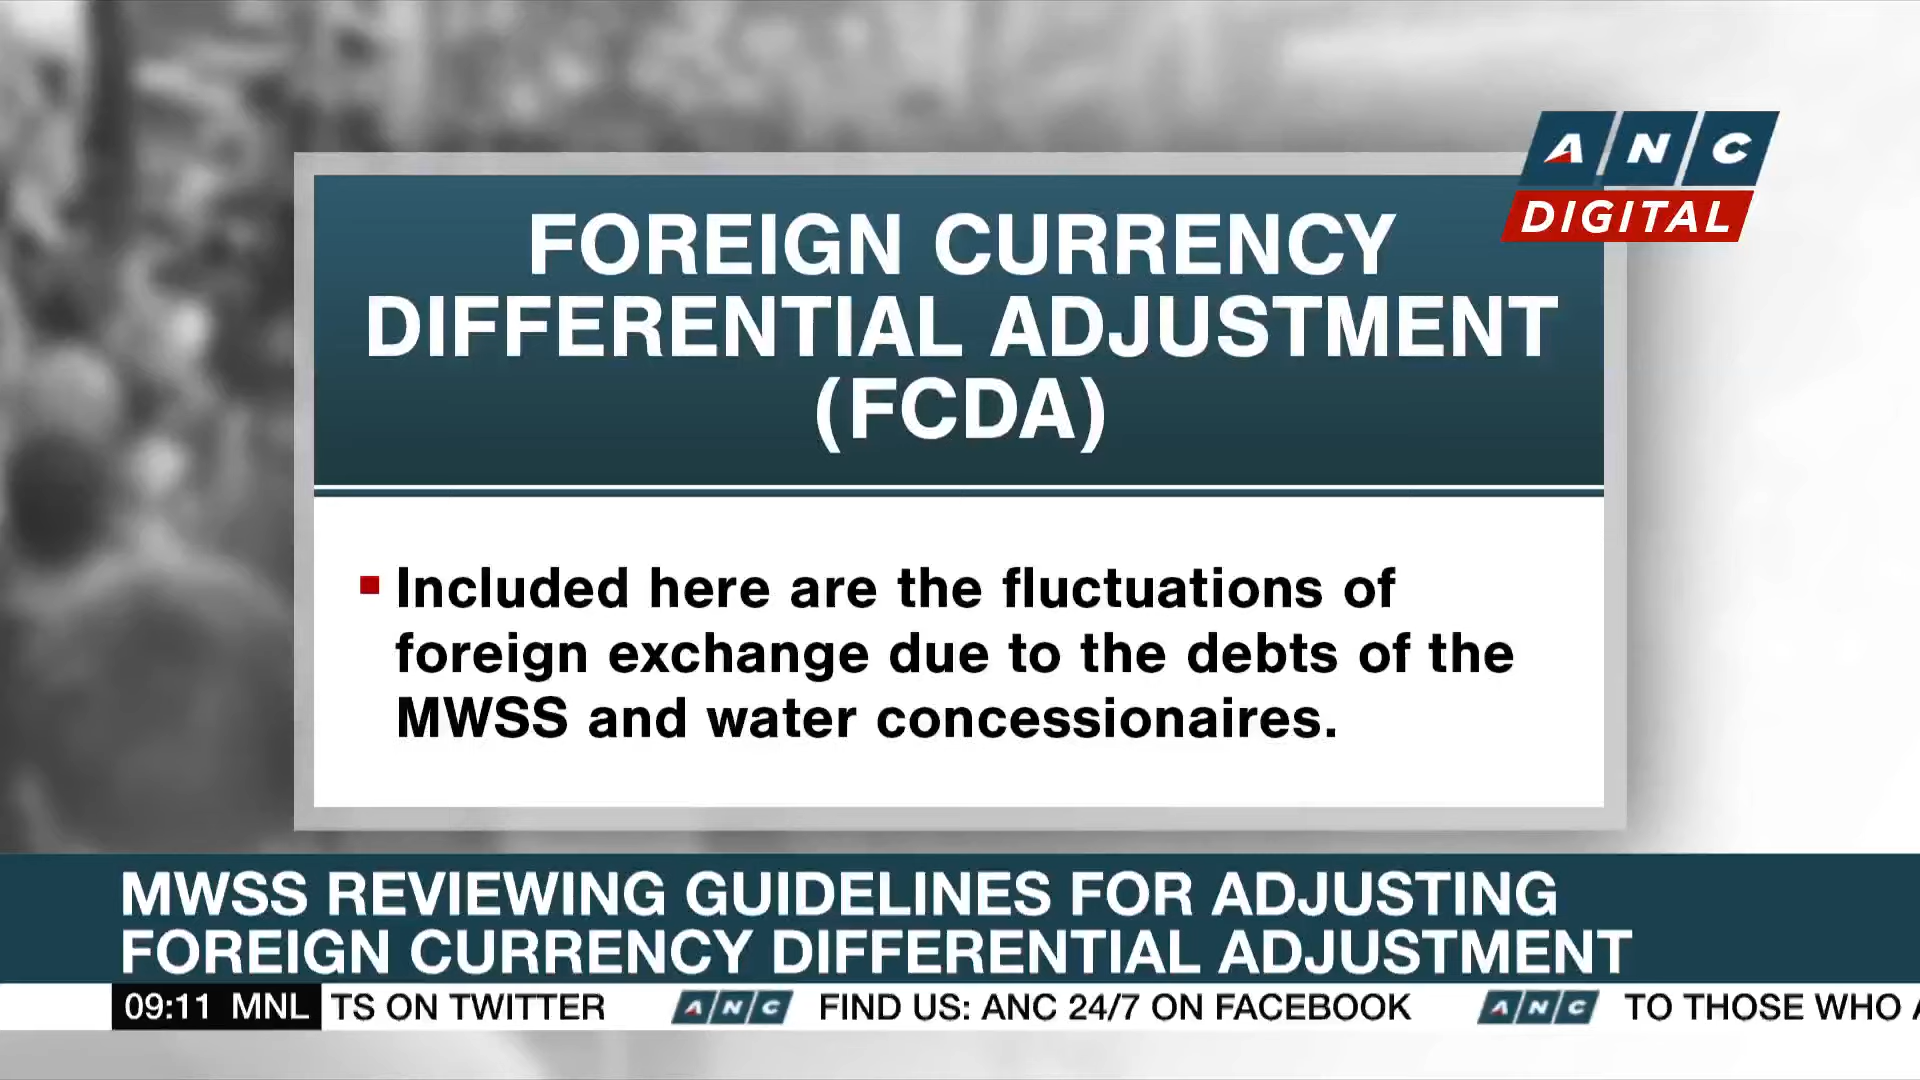 ANC
DIGITAL
FOREIGN CURRENCY
DIFFERENTIAL ADJUSTMENT
(FCDA)
Included here are the fluctuations of
foreign exchange due to the debts of the
MWSS and water concessionaires.
MWSS REVIEWING GUIDELINES FOR ADJUSTING
FOREIGN CURRENCY DIFFERENTIAL ADJUSTMENT
09:11 MNL TS ON TWITTER ANC FIND US: ANC 24/7 ON FACEBOOK ANC TO THOSE WHO